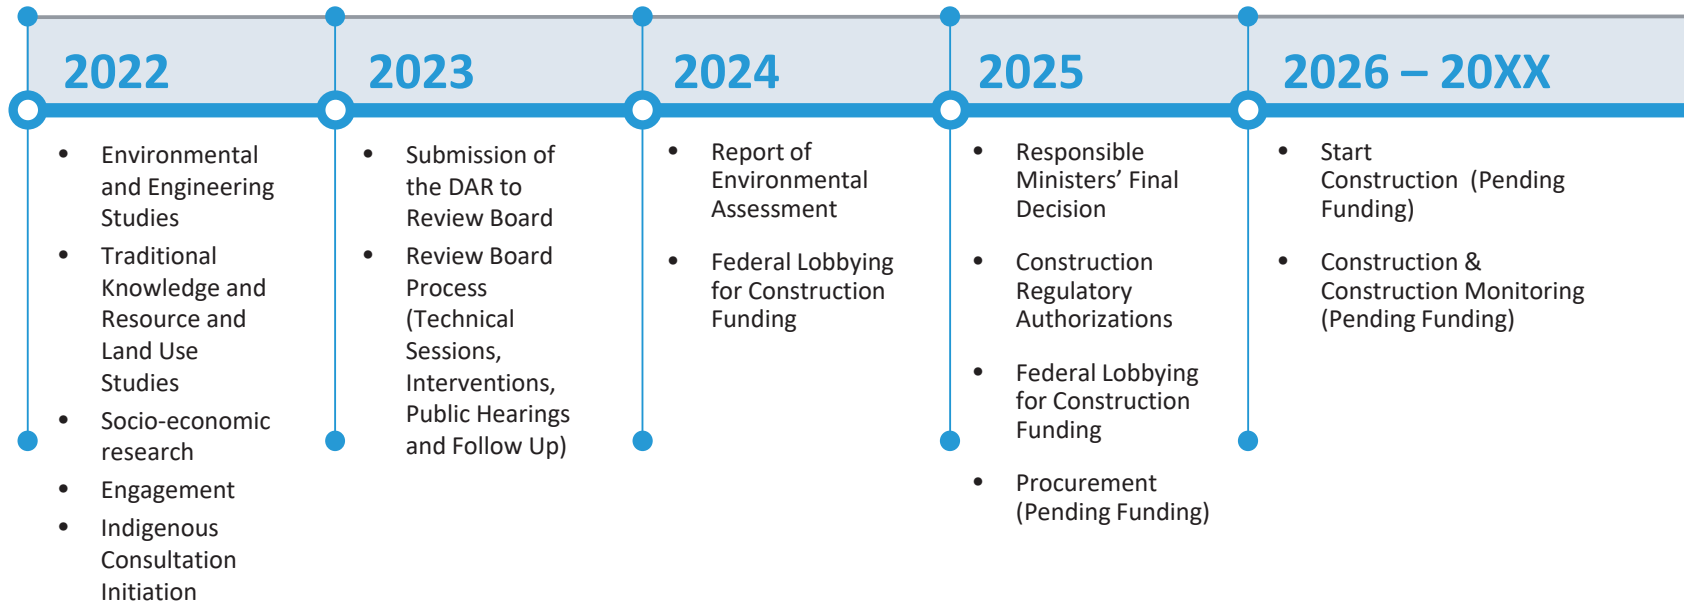 2022
• Environmental
and Engineering
Studies
• Traditional
Knowledge and
Resource and
Land Use
Studies
• Socio-economic
research
• Engagement
• Indigenous
Consultation
Initiation
2023
• Submission of
the DAR to
Review Board
• Review Board
Process
(Technical
Sessions,
Interventions,
Public Hearings
and Follow Up)
2024
• Report of
Environmental
Assessment
• Federal Lobbying
for Construction
Funding
2025
• Responsible
Ministers’ Final
Decision
• Construction
Regulatory
Authorizations
• Federal Lobbying
for Construction
Funding
• Procurement
(Pending Funding)
2026 – 20XX
• Start
Construction (Pending
Funding)
• Construction &
Construction Monitoring
(Pending Funding)